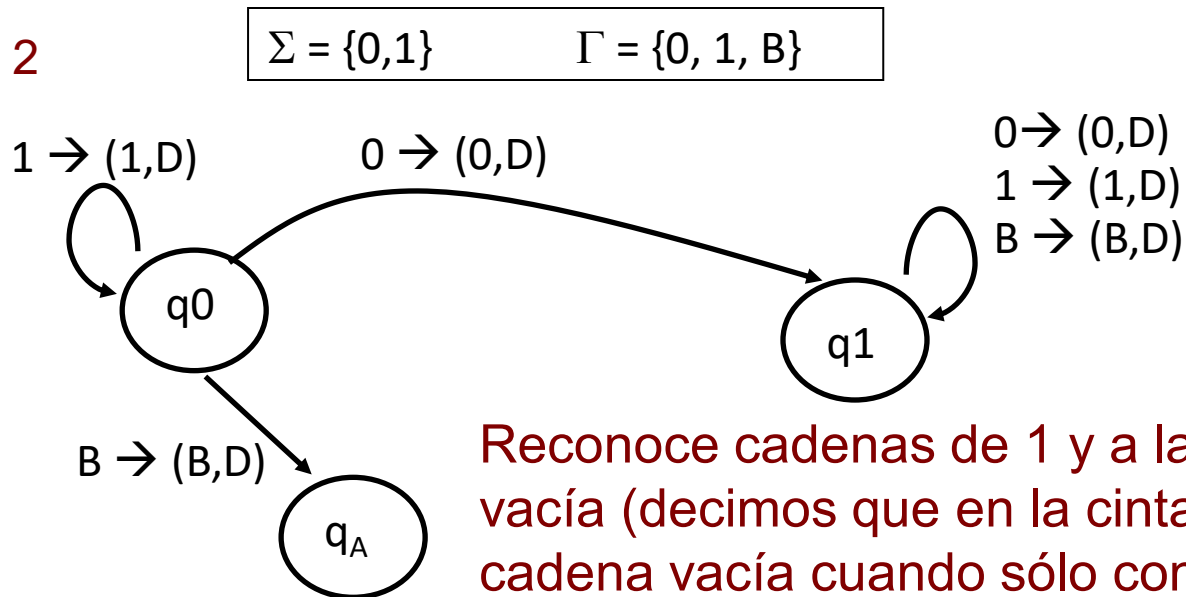 2
Σ = {0,1} Γ = {0, 1, B}
1 → (1,D)
0 → (0,D)
0→ (0,D)
1 → (1,D)
B → (B,D)
q0
q1
B → (B,D)
qA
Reconoce cadenas de 1 y a la
vacía (decimos que en la cinta
cadena vacía cuando sólo con